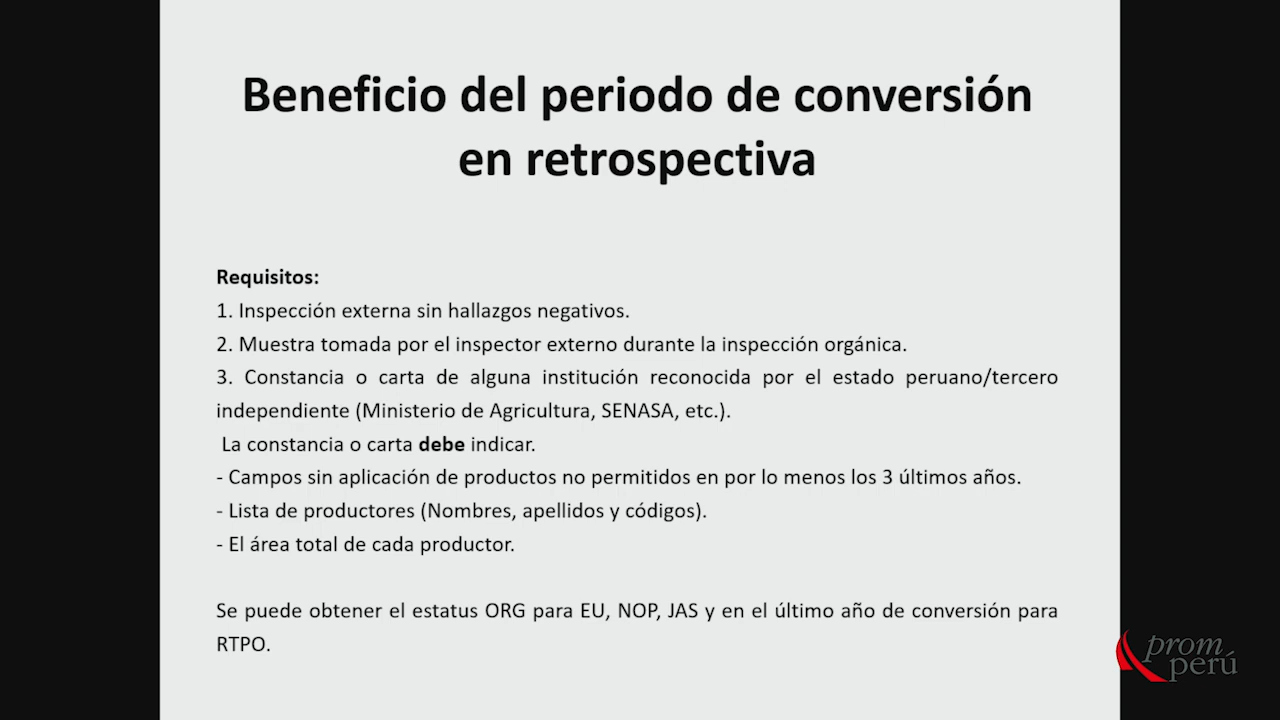 Beneficio del periodo de conversión
en retrospectiva
Requisitos:
1. Inspección externa sin hallazgos negativos.
2. Muestra tomada por el inspector externo durante la inspección orgánica.
3. Constancia o carta de alguna institución reconocida por el estado peruano/tercero
independiente (Ministerio de Agricultura, SENASA, etc.).
La constancia o carta debe indicar.
- Campos sin aplicación de productos no permitidos en por lo menos los 3 últimos años.
- Lista de productores (Nombres, apellidos y códigos).
- El área total de cada productor.
Se puede obtener el estatus ORG para EU, NOP, JAS y en el último año de conversión para
RTPO.
prom
perú